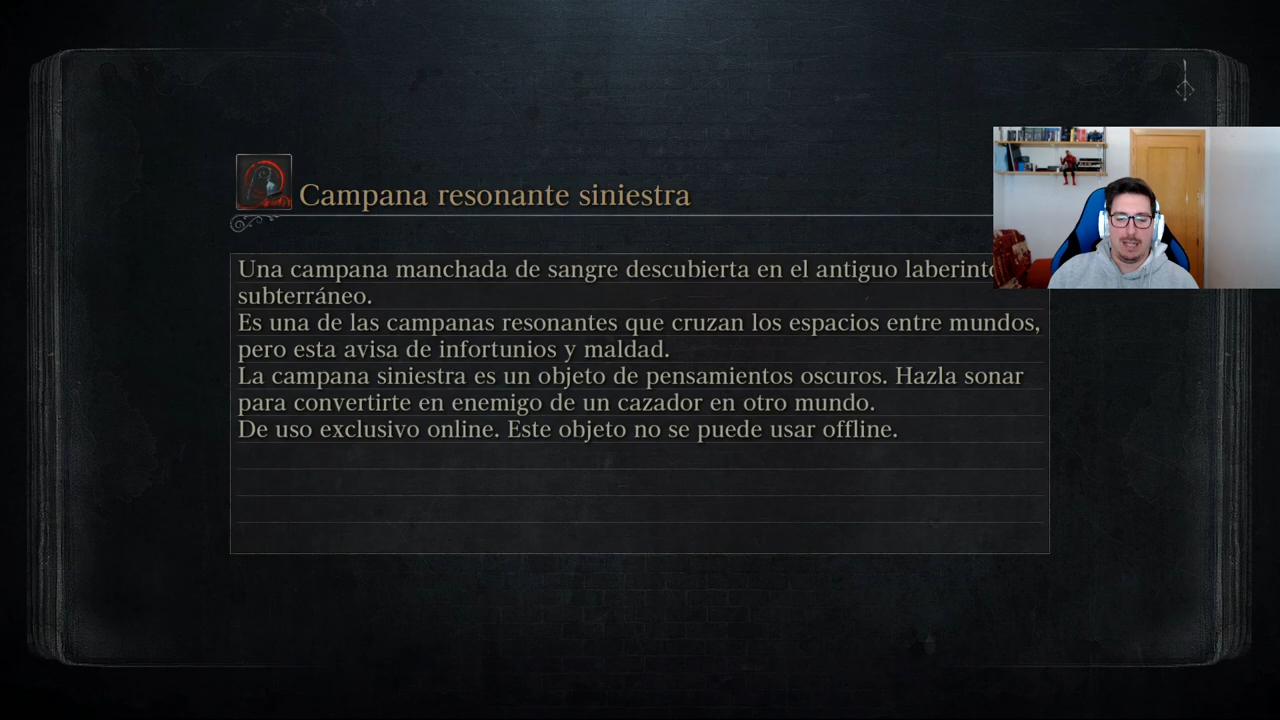 Campana resonante siniestra
Una campana manchada de sangre descubierta en el antiguo laberinto
subterráneo.
Es una de las campanas resonantes que cruzan los espacios entre mundos,
pero esta avisa de infortunios y maldad.
La campana siniestra es un objeto de pensamientos oscuros. Hazla sonar
para convertirte en enemigo de un cazador en otro mundo.
De uso exclusivo online. Este objeto no se puede usar offline.